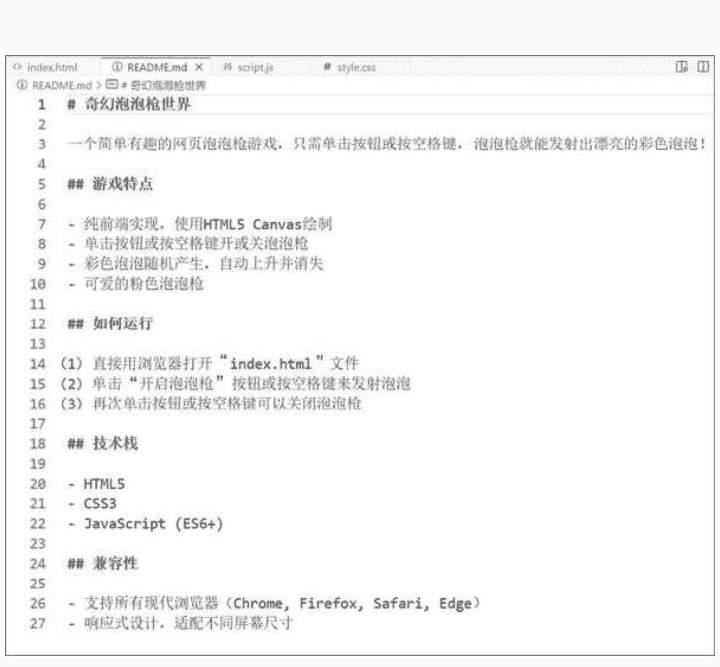 index.html README.md × JS script.js # style.css
README.md > # 奇幻泡泡枪世界
1 # 奇幻泡泡枪世界
2
3 一个简单有趣的网页泡泡枪游戏，只需单击按钮或按空格键，泡泡枪就能发射出漂亮的彩色泡泡！
4
5 ## 游戏特点
6
7 - 纯前端实现，使用HTML5 Canvas绘制
8 - 单击按钮或按空格键开或关泡泡枪
9 - 彩色泡泡随机产生，自动上升并消失
10 - 可爱的粉色泡泡枪
11
12 ## 如何运行
13
14 （1）直接用浏览器打开“index.html”文件
15 （2）单击“开启泡泡枪”按钮或按空格键来发射泡泡
16 （3）再次单击按钮或按空格键可以关闭泡泡枪
17
18 ## 技术栈
19
20 - HTML5
21 - CSS3
22 - JavaScript (ES6+)
23
24 ## 兼容性
25
26 - 支持所有现代浏览器（Chrome, Firefox, Safari, Edge）
27 - 响应式设计，适配不同屏幕尺寸